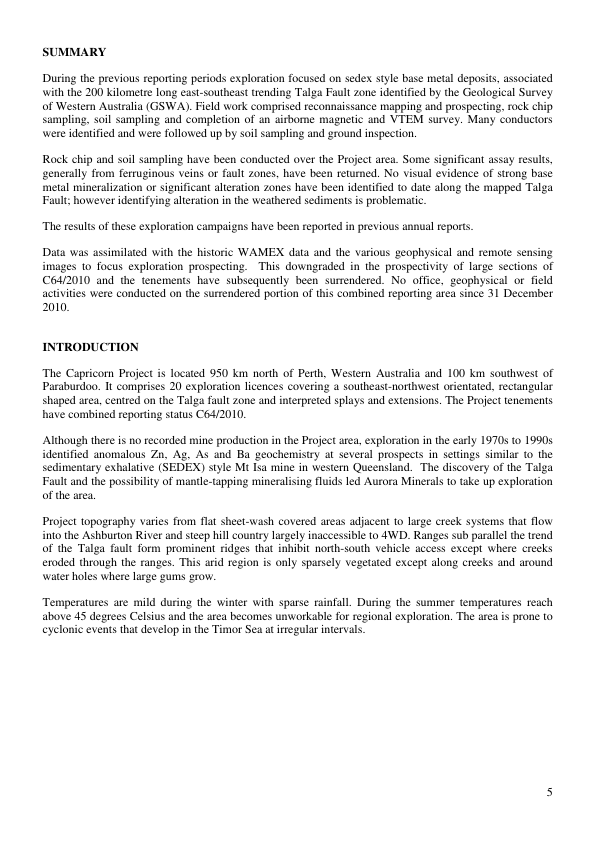 SUMMARY
During the previous reporting periods exploration focused on sedex style base metal deposits, associated
with the 200 kilometre long east-southeast trending Talga Fault zone identified by the Geological Survey
of Western Australia (GSWA). Field work comprised reconnaissance mapping and prospecting, rock chip
sampling, soil sampling and completion of an airborne magnetic and VTEM survey. Many conductors
were identified and were followed up by soil sampling and ground inspection.
Rock chip and soil sampling have been conducted over the Project area. Some significant assay results,
generally from ferruginous veins or fault zones, have been returned. No visual evidence of strong base
metal mineralization or significant alteration zones have been identified to date along the mapped Talga
Fault; however identifying alteration in the weathered sediments is problematic.
The results of these exploration campaigns have been reported in previous annual reports.
Data was assimilated with the historic WAMEX data and the various geophysical and remote sensing
images to focus exploration prospecting. This downgraded in the prospectivity of large sections of
C64/2010 and the tenements have subsequently been surrendered. No office, geophysical or field
activities were conducted on the surrendered portion of this combined reporting area since 31 December
2010.
INTRODUCTION
The Capricorn Project is located 950 km north of Perth, Western Australia and 100 km southwest of
Paraburdoo. It comprises 20 exploration licences covering a southeast-northwest orientated, rectangular
shaped area, centred on the Talga fault zone and interpreted splays and extensions. The Project tenements
have combined reporting status C64/2010.
Although there is no recorded mine production in the Project area, exploration in the early 1970s to 1990s
identified anomalous Zn, Ag, As and Ba geochemistry at several prospects in settings similar to the
sedimentary exhalative (SEDEX) style Mt Isa mine in western Queensland. The discovery of the Talga
Fault and the possibility of mantle-tapping mineralising fluids led Aurora Minerals to take up exploration
of the area.
Project topography varies from flat sheet-wash covered areas adjacent to large creek systems that flow
into the Ashburton River and steep hill country largely inaccessible to 4WD. Ranges sub parallel the trend
of the Talga fault form prominent ridges that inhibit north-south vehicle access except where creeks
eroded through the ranges. This arid region is only sparsely vegetated except along creeks and around
water holes where large gums grow.
Temperatures are mild during the winter with sparse rainfall. During the summer temperatures reach
above 45 degrees Celsius and the area becomes unworkable for regional exploration. The area is prone to
cyclonic events that develop in the Timor Sea at irregular intervals.
5